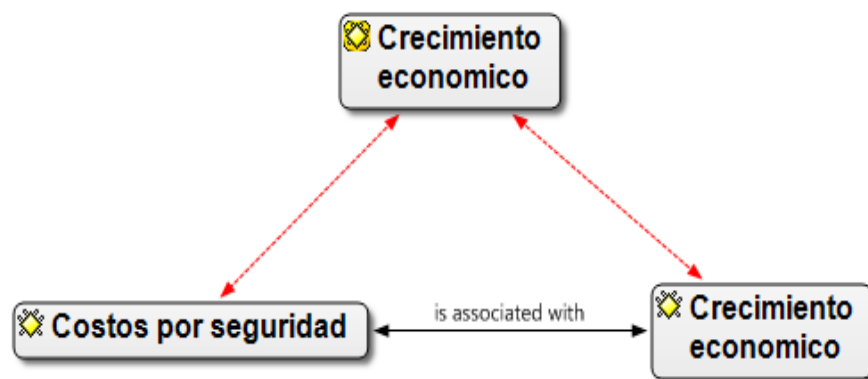 Crecimiento
economico
is associated with
Costos por seguridad
Crecimiento
economico